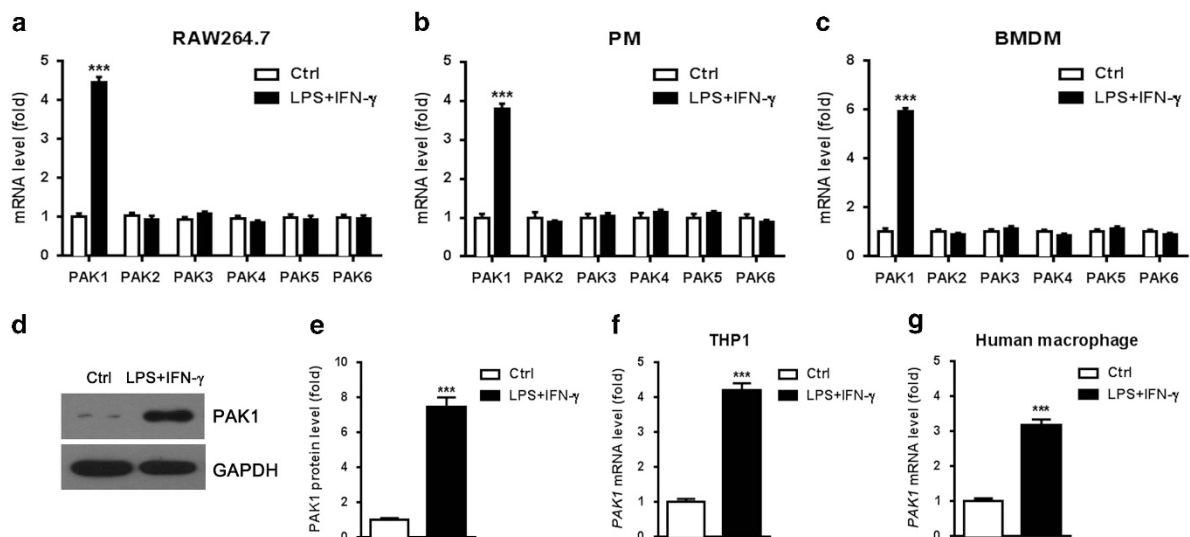 a
RAW264.7
mRNA level (fold)
5
4
3
2
1
0
***
Ctrl
LPS+IFN-γ
PAK1 PAK2 PAK3 PAK4 PAK5 PAK6
b
PM
mRNA level (fold)
5
4
3
2
1
0
***
Ctrl
LPS+IFN-γ
PAK1 PAK2 PAK3 PAK4 PAK5 PAK6
c
BMDM
mRNA level (fold)
8
6
4
2
0
***
Ctrl
LPS+IFN-γ
PAK1 PAK2 PAK3 PAK4 PAK5 PAK6
d
Ctrl LPS+IFN-γ
PAK1
GAPDH
e
PAK1 protein level (fold)
10
8
6
4
2
0
***
Ctrl
LPS+IFN-γ
f
THP1
PAK1 mRNA level (fold)
5
4
3
2
1
0
***
Ctrl
LPS+IFN-γ
g
Human macrophage
PAK1 mRNA level (fold)
5
4
3
2
1
0
***
Ctrl
LPS+IFN-γ